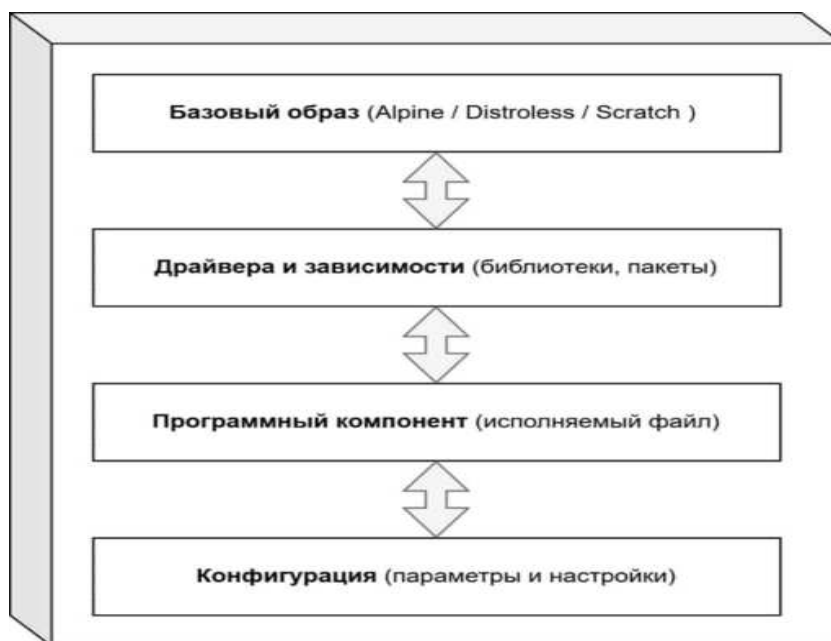 Базовый образ (Alpine / Distroless / Scratch )
Драйвера и зависимости (библиотеки, пакеты)
Программный компонент (исполняемый файл)
Конфигурация (параметры и настройки)